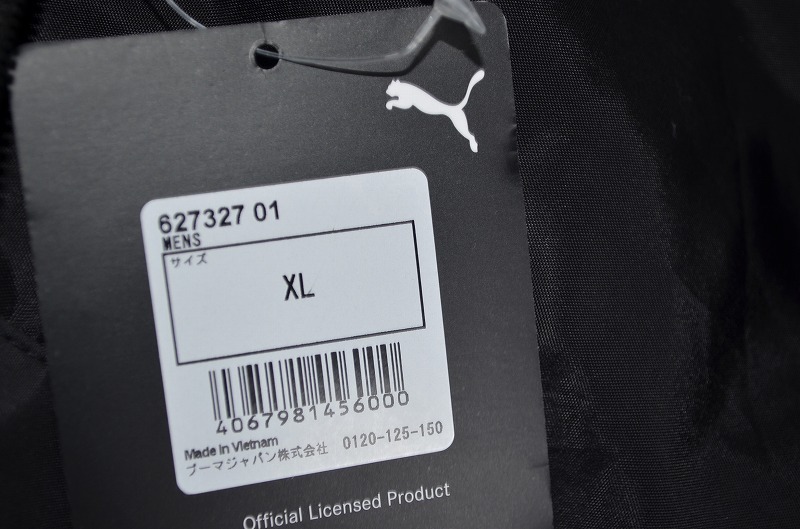 627327 01
MENS
サイズ
XL
4067981456000
Made in Vietnam
プーマジャパン株式会社 0120-125-150
Official Licensed Product